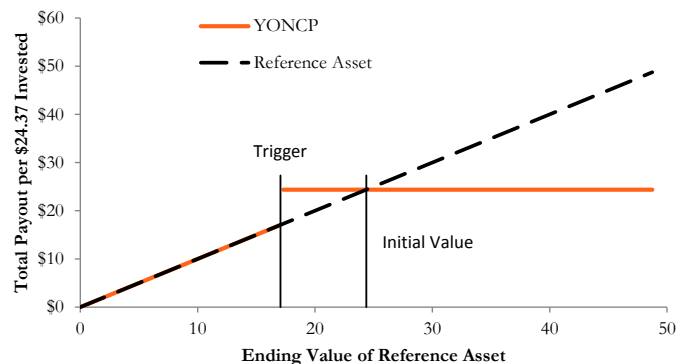 $60
YONCP
Reference Asset
$50
$40
$30
Trigger
$20
Initial Value
$10
$0
0 10 20 30 40 50
Total Payout per $24.37 Invested
Ending Value of Reference Asset